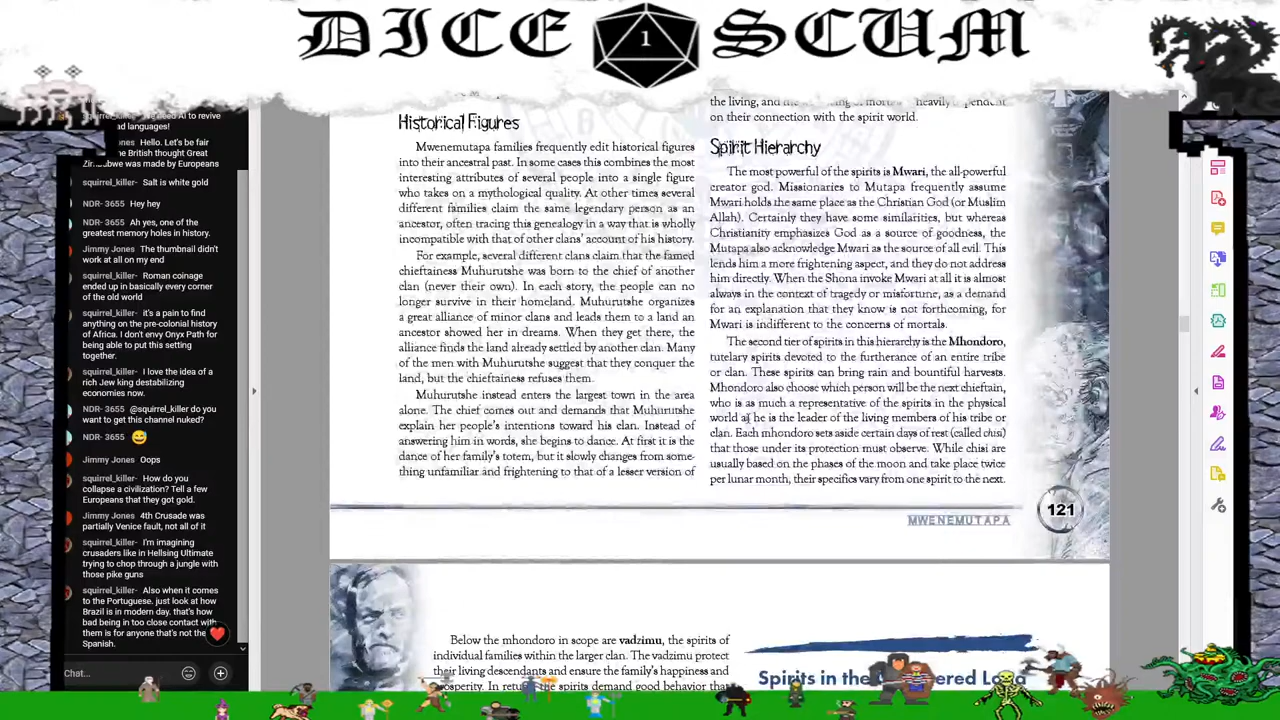 DICE SCUM
1
ad languages!
Jimmy Jones Hello. Let's be fair
the British thought Great
Zimbabwe was made by Europeans
squirrel_killer- Salt is white gold
NDR- 3655 Hey hey
NDR- 3655 Ah yes, one of the
greatest memory holes in history.
Jimmy Jones The thumbnail didn't
work at all on my end
squirrel_killer- Roman coinage
ended up in basically every corner
of the old world
squirrel_killer- it's a pain to find
anything on the pre-colonial history
of Africa. I don't envy Onyx Path for
being able to put this setting
together.
squirrel_killer- I love the idea of a
rich Jew king destabilizing
economies now.
NDR- 3655 @squirrel_killer do you
want to get this channel nuked?
NDR- 3655 😅
Jimmy Jones Oops
squirrel_killer- How do you
collapse a civilization? Tell a few
Europeans that they got gold.
Jimmy Jones 4th Crusade was
partially Venice fault, not all of it
squirrel_killer- I'm imagining
crusaders like in Hellsing Ultimate
trying to chop through a jungle with
those pike guns
squirrel_killer- Also when it comes
to the Portuguese. just look at how
Brazil is in modern day. that's how
bad being in too close contact with
them is for anyone that's not the
Spanish.
Chat...
Historical Figures
Mwenemutapa families frequently edit historical figures
into their ancestral past. In some cases this combines the most
interesting attributes of several people into a single figure
who takes on a mythological quality. At other times several
different families claim the same legendary person as an
ancestor, often tracing this genealogy in a way that is wholly
incompatible with that of other clans' account of his history.
For example, several different clans claim that the famed
chieftainess Muhurutshe was born to the chief of another
clan (never their own). In each story, the people can no
longer survive in their homeland. Muhurutshe organizes
a great alliance of minor clans and leads them to a land an
ancestor showed her in dreams. When they get there, the
alliance finds the land already settled by another clan. Many
of the men with Muhurutshe suggest that they conquer the
land, but the chieftainess refuses them.
Muhurutshe instead enters the largest town in the area
alone. The chief comes out and demands that Muhurutshe
explain her people's intentions toward his clan. Instead of
answering him in words, she begins to dance. At first it is the
dance of her family's totem, but it slowly changes from some-
thing unfamiliar and frightening to that of a lesser version of
the living, and the mortals heavily dependent
on their connection with the spirit world.
Spirit Hierarchy
The most powerful of the spirits is Mwari, the all-powerful
creator god. Missionaries to Mutapa frequently assume
Mwari holds the same place as the Christian God (or Muslim
Allah). Certainly they have some similarities, but whereas
Christianity emphasizes God as a source of goodness, the
Mutapa also acknowledge Mwari as the source of all evil. This
lends him a more frightening aspect, and they do not address
him directly. When the Shona invoke Mwari at all it is almost
always in the context of tragedy or misfortune, as a demand
for an explanation that they know is not forthcoming, for
Mwari is indifferent to the concerns of mortals.
The second tier of spirits in this hierarchy is the Mhondoro,
tutelary spirits devoted to the furtherance of an entire tribe
or clan. These spirits can bring rain and bountiful harvests.
Mhondoro also choose which person will be the next chieftain,
who is as much a representative of the spirits in the physical
world as he is the leader of the living members of his tribe or
clan. Each mhondoro sets aside certain days of rest (called chisi)
that those under its protection must observe. While chisi are
usually based on the phases of the moon and take place twice
per lunar month, their specifics vary from one spirit to the next.
MWENEMUTAPA
121
Below the mhondoro in scope are vadzimu, the spirits of
individual families within the larger clan. The vadzimu protect
their living descendants and ensure the family's happiness and
prosperity. In return the spirits demand good behavior that
Spirits in the